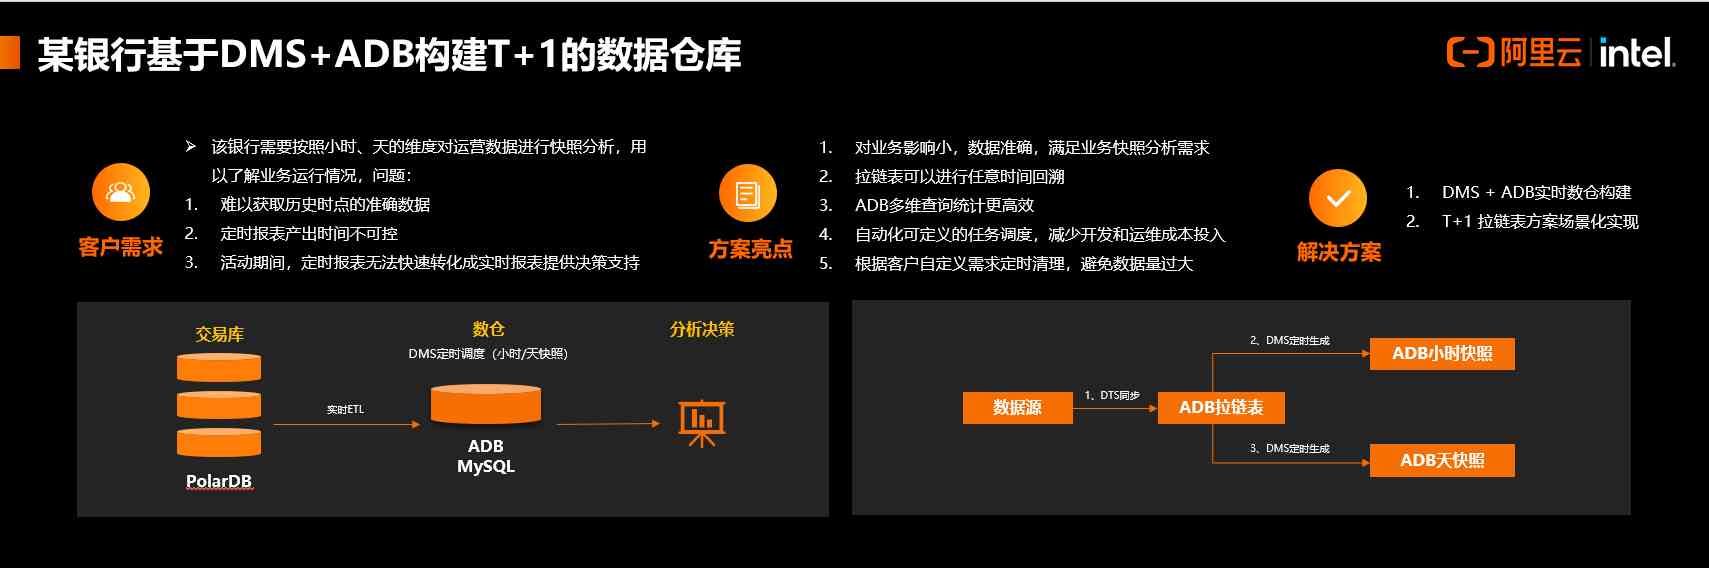 某银行基于DMS+ADB构建T+1的数据仓库
阿里云 intel.
客户需求
➢ 该银行需要按照小时、天的维度对运营数据进行快照分析，用
以了解业务运行情况，问题：
1. 难以获取历史时点的准确数据
2. 定时报表产出时间不可控
3. 活动期间，定时报表无法快速转化成实时报表提供决策支持
方案亮点
1. 对业务影响小，数据准确，满足业务快照分析需求
2. 拉链表可以进行任意时间回溯
3. ADB多维查询统计更高效
4. 自动化可定义的任务调度，减少开发和运维成本投入
5. 根据客户自定义需求定时清理，避免数据量过大
解决方案
1. DMS + ADB实时数仓构建
2. T+1 拉链表方案场景化实现
交易库
PolarDB
实时ETL
数仓
DMS定时调度（小时/天快照）
ADB
MySQL
分析决策
数据源
1、DTS同步
ADB拉链表
2、DMS定时生成
ADB小时快照
3、DMS定时生成
ADB天快照